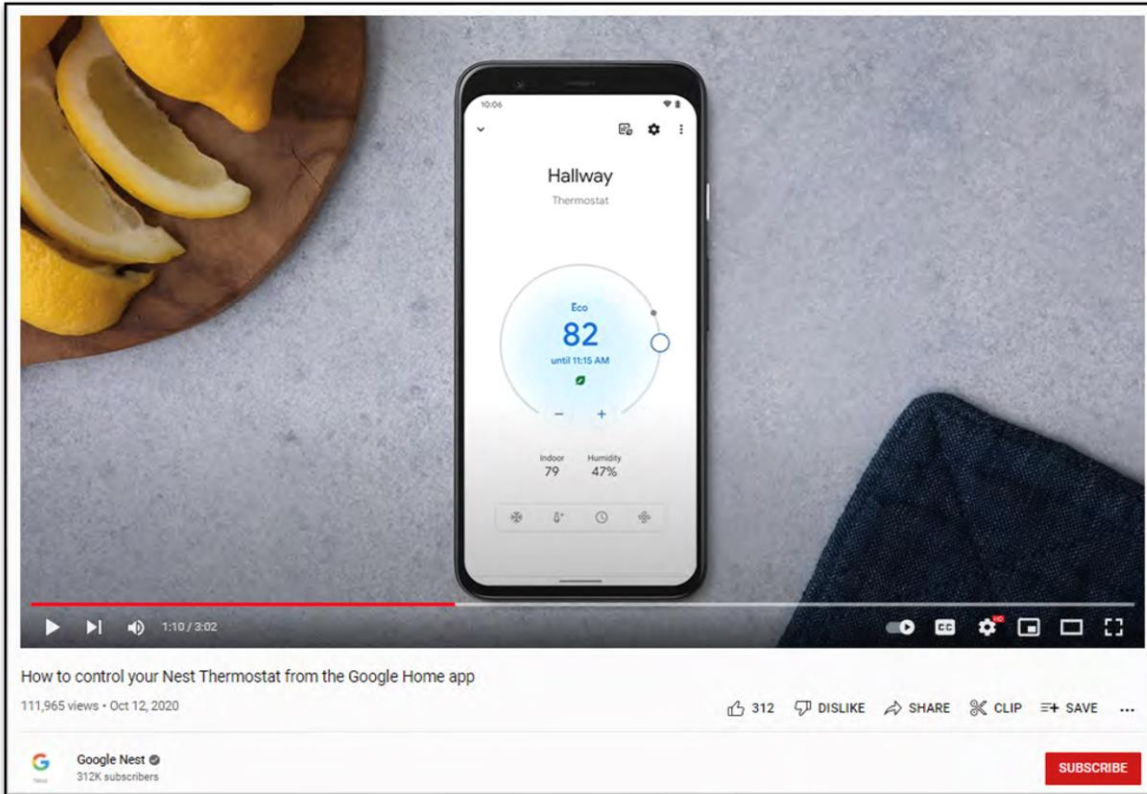 10:06
Hallway
Thermostat
Eco
82
until 11:15 AM
− +
Indoor Humidity
79 47%
1:10 / 3:02
CC HD
How to control your Nest Thermostat from the Google Home app
111,965 views • Oct 12, 2020
312 DISLIKE SHARE CLIP SAVE ...
Google Nest
312K subscribers
SUBSCRIBE